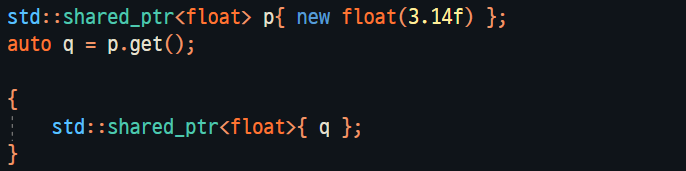 std::shared_ptr<float> p{ new float(3.14f) };
auto q = p.get();
{
std::shared_ptr<float>{ q };
}